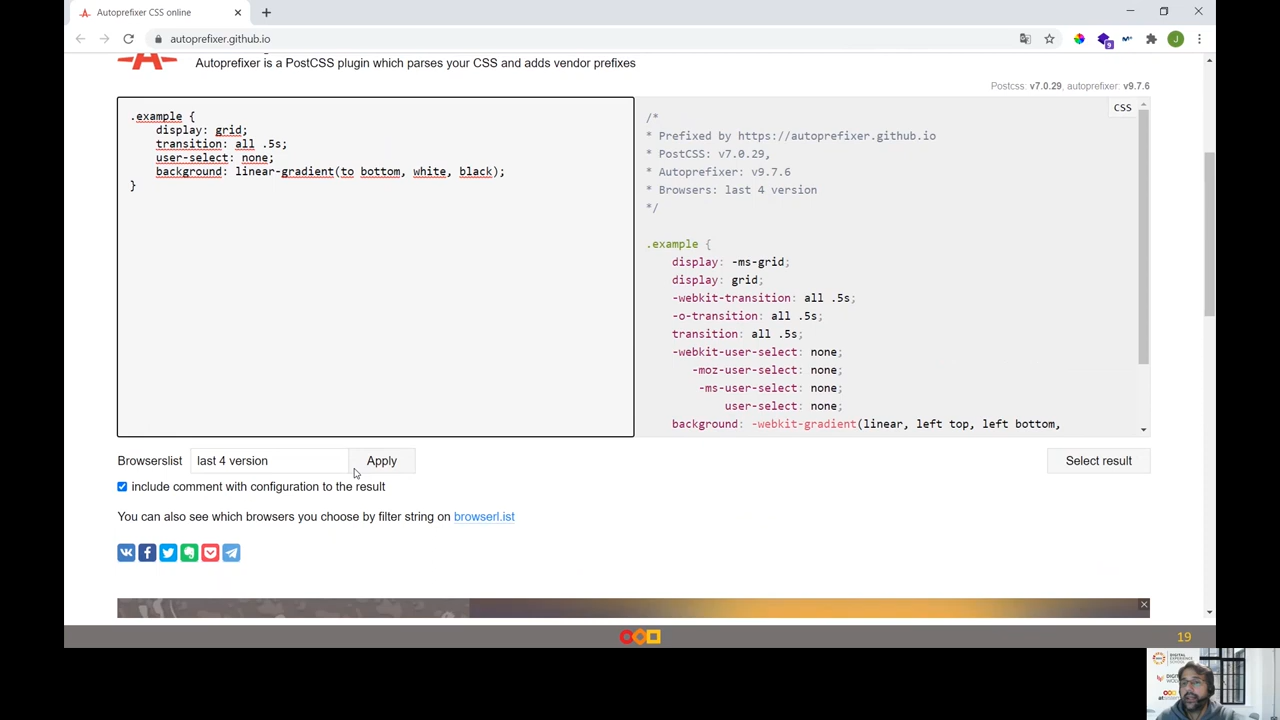 Autoprefixer CSS online
autoprefixer.github.io
9
J
Autoprefixer is a PostCSS plugin which parses your CSS and adds vendor prefixes
Postcss: v7.0.29, autoprefixer: v9.7.6
.example {
display: grid;
transition: all .5s;
user-select: none;
background: linear-gradient(to bottom, white, black);
}
CSS
/*
* Prefixed by https://autoprefixer.github.io
* PostCSS: v7.0.29,
* Autoprefixer: v9.7.6
* Browsers: last 4 version
*/
.example {
display: -ms-grid;
display: grid;
-webkit-transition: all .5s;
-o-transition: all .5s;
transition: all .5s;
-webkit-user-select: none;
-moz-user-select: none;
-ms-user-select: none;
user-select: none;
background: -webkit-gradient(linear, left top, left bottom,
Browserslist last 4 version Apply Select result
include comment with configuration to the result
You can also see which browsers you choose by filter string on browserl.ist
19